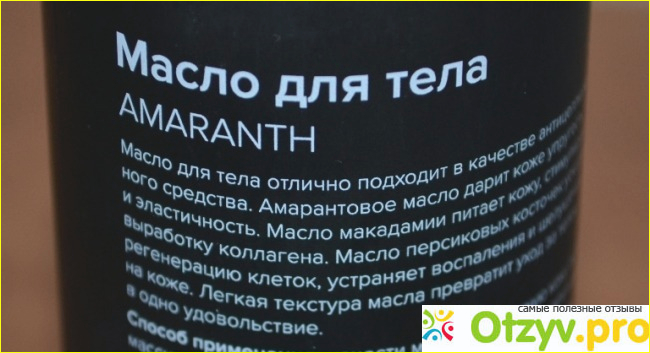 Масло для тела
AMARANTH
Масло для тела отлично подходит в качестве
ного средства. Амарантовое масло дарит коже
и эластичность. Масло макадамии питает кожу,
выработку коллагена. Масло персиковых косточек
регенерацию клеток, устраняет воспаления и
на коже. Легкая текстура масла превратит уход за
в одно удовольствие.
Способ
самые полезные отзывы
Otzyv.pro